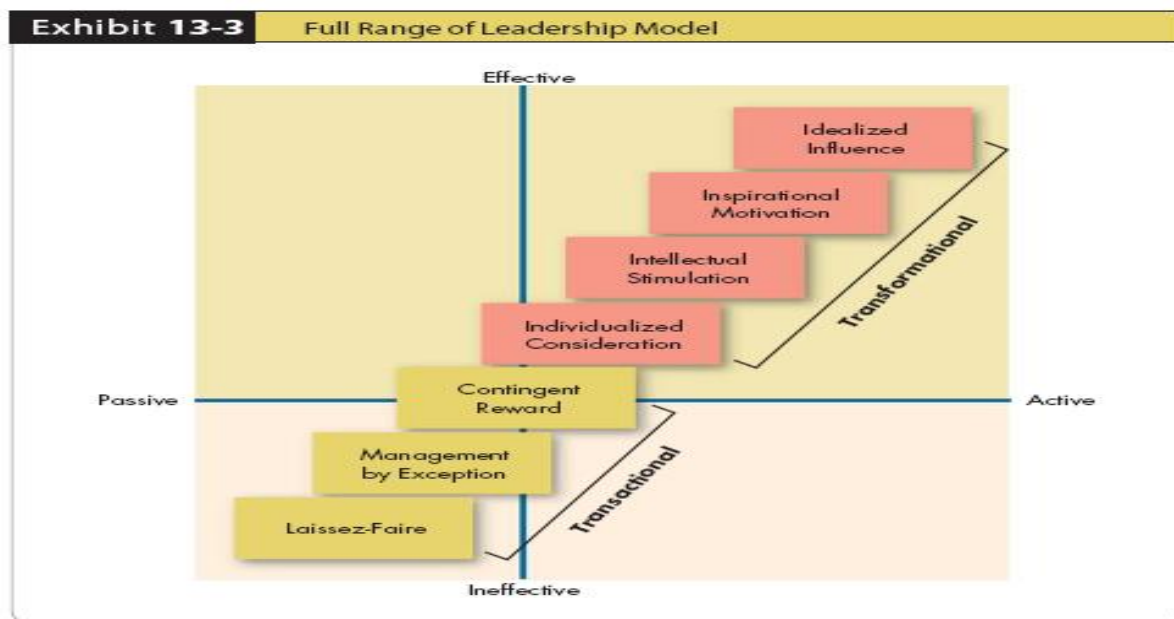 Exhibit 13-3
Full Range of Leadership Model
Effective
Idealized
Influence
Inspirational
Motivation
Intellectual
Stimulation
Individualized
Consideration
Transformational
Contingent
Reward
Passive
Active
Management
by Exception
Transactional
Laissez-Faire
Ineffective